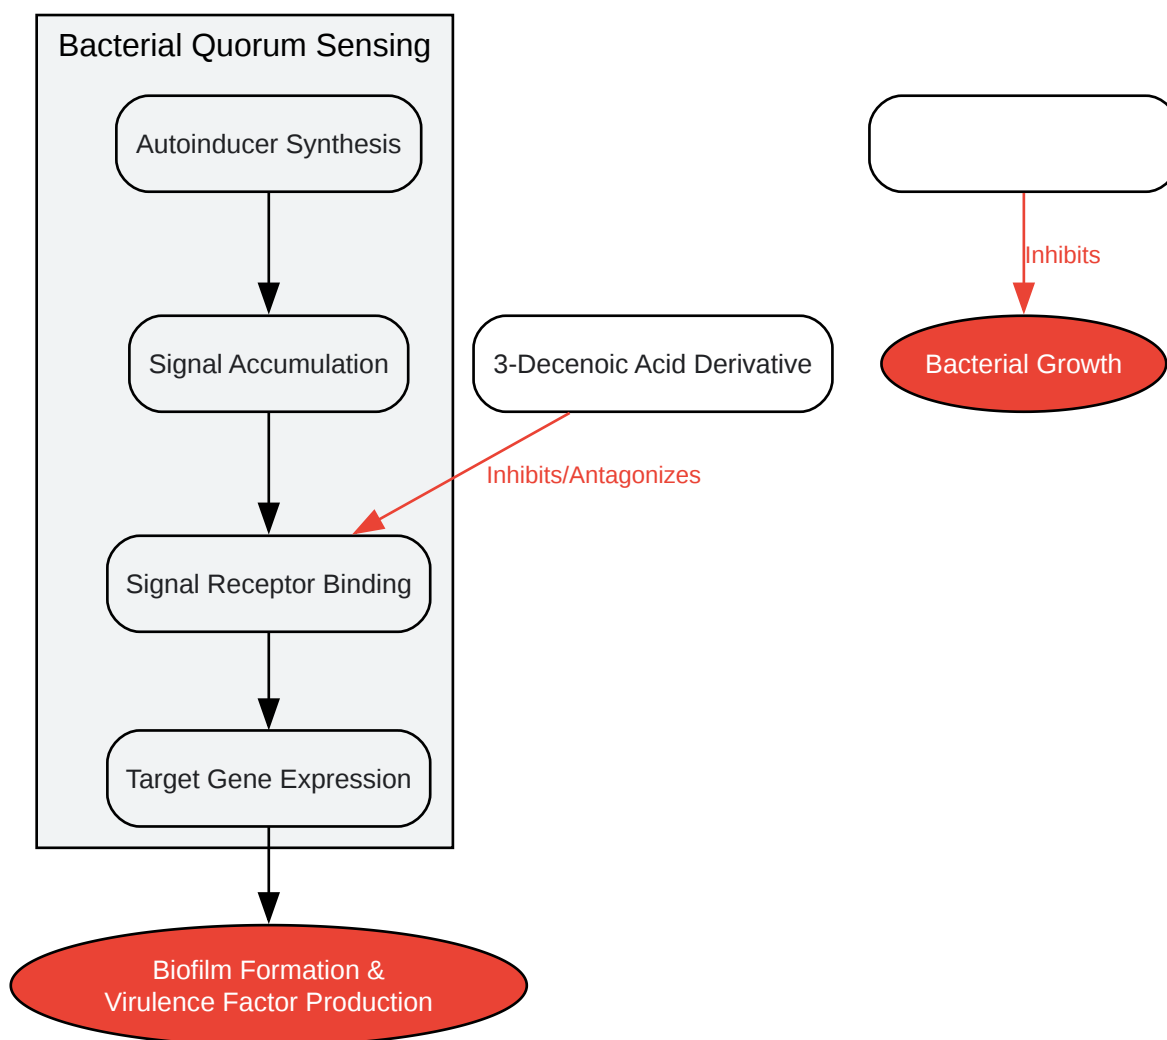 Bacterial Quorum Sensing
Autoinducer Synthesis
Inhibits
Signal Accumulation
3-Decenoic Acid Derivative
Bacterial Growth
Inhibits/Antagonizes
Signal Receptor Binding
Target Gene Expression
Biofilm Formation &
Virulence Factor Production